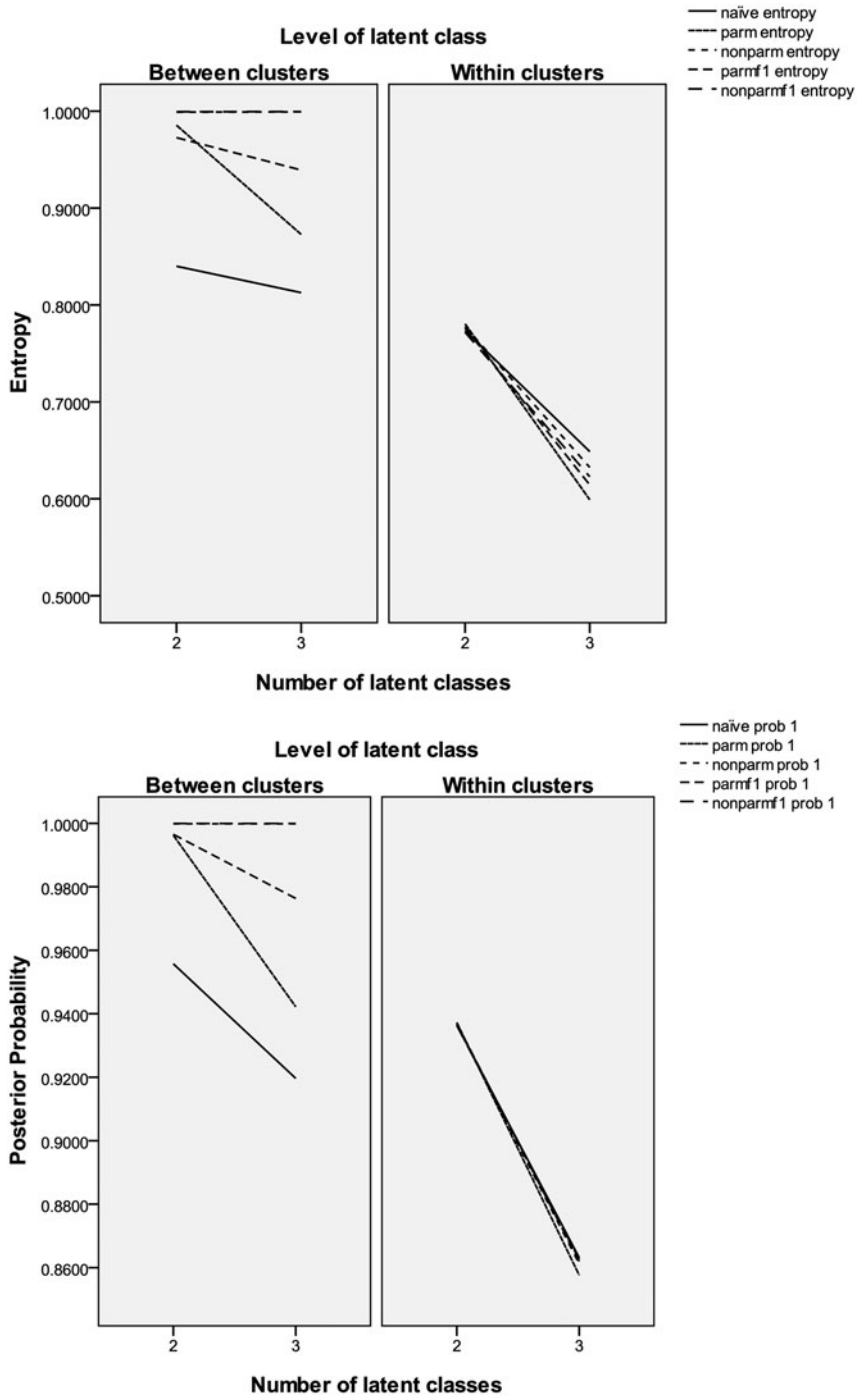 naïve entropy
parm entropy
nonparm entropy
parmf1 entropy
nonparmf1 entropy
Level of latent class
Between clusters
Within clusters
1.0000
0.9000
0.8000
0.7000
0.6000
0.5000
Entropy
2
3
2
3
Number of latent classes
naïve prob 1
parm prob 1
nonparm prob 1
parmf1 prob 1
nonparmf1 prob 1
Level of latent class
Between clusters
Within clusters
1.0000
0.9800
0.9600
0.9400
0.9200
0.9000
0.8800
0.8600
Posterior Probability
2
3
2
3
Number of latent classes